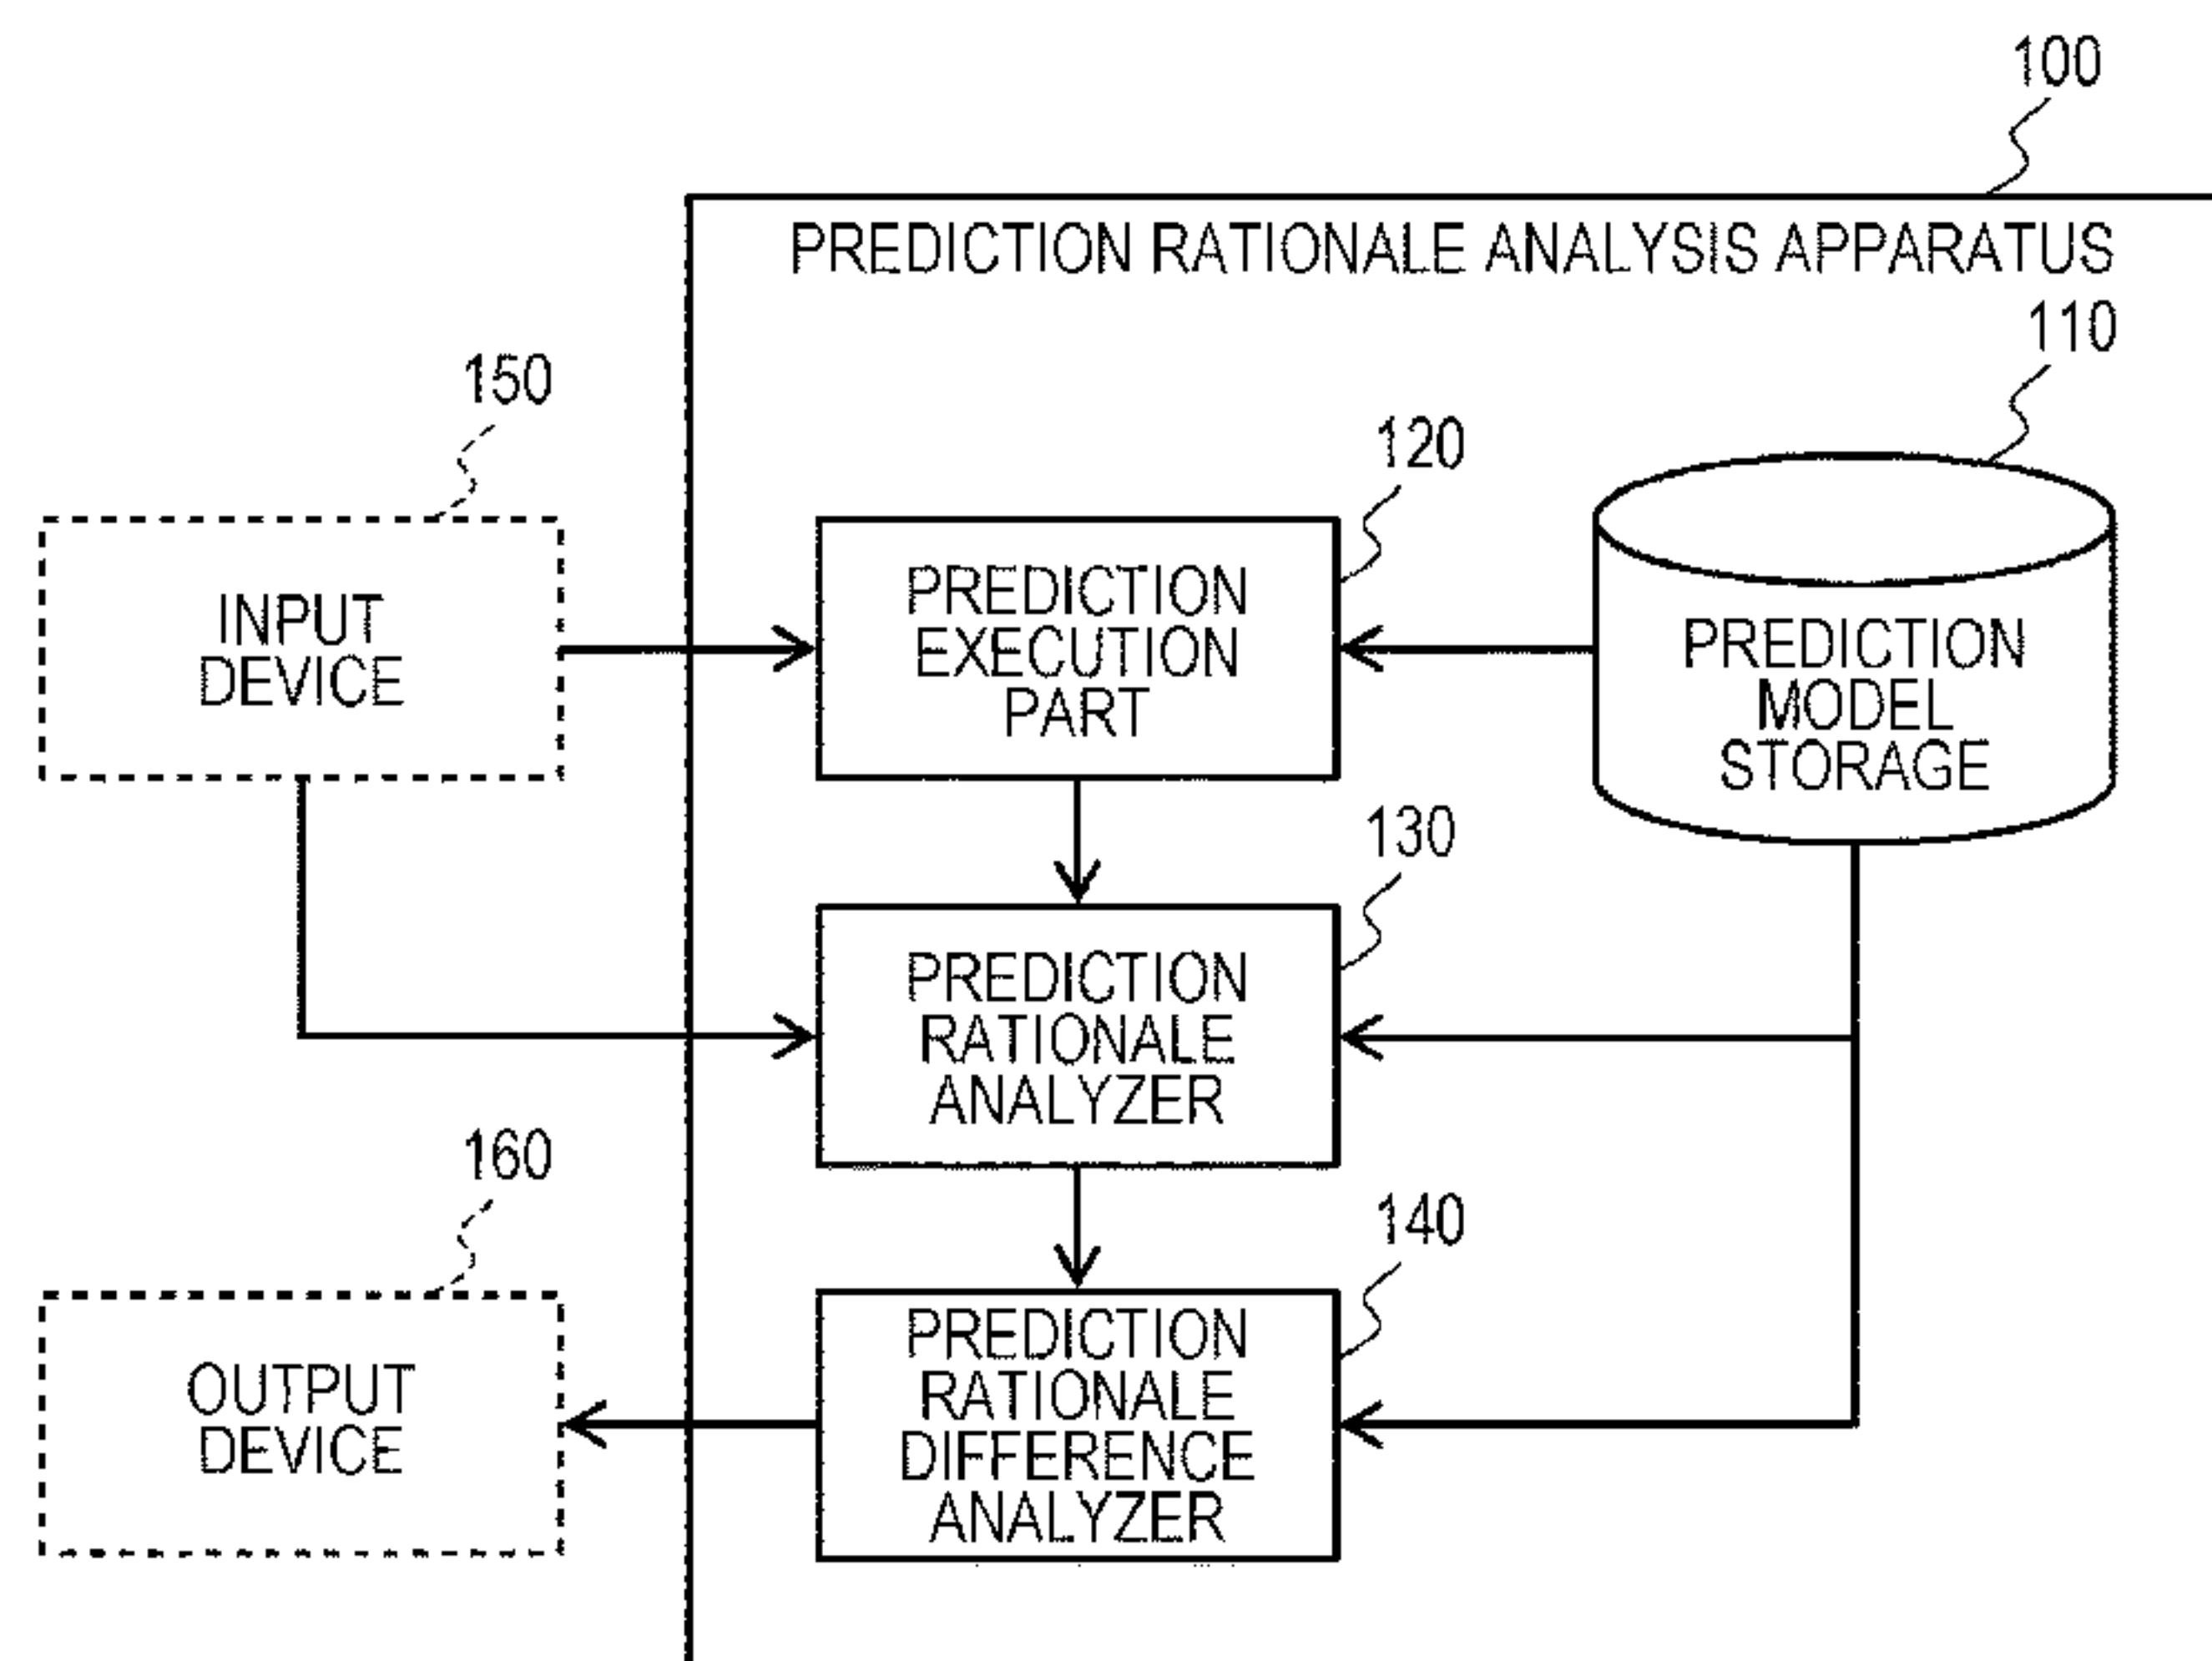 100
PREDICTION RATIONALE ANALYSIS APPARATUS
110
150
120
INPUT
DEVICE
PREDICTION
EXECUTION
PART
PREDICTION
MODEL
STORAGE
130
PREDICTION
RATIONALE
ANALYZER
160
140
OUTPUT
DEVICE
PREDICTION
RATIONALE
DIFFERENCE
ANALYZER